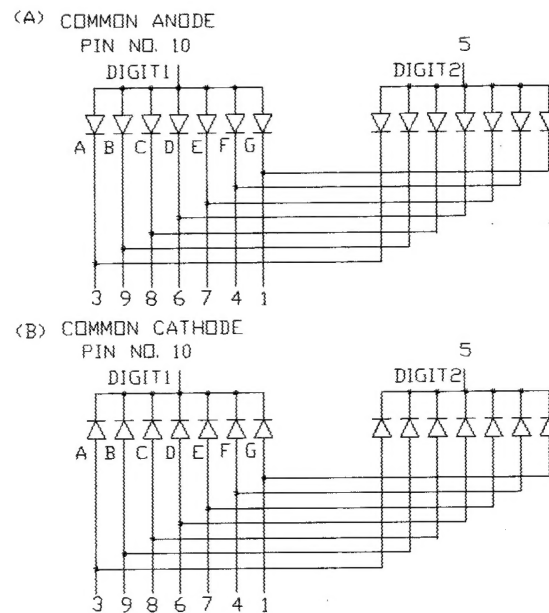 (A) COMMON ANODE
PIN NO. 10 5
DIGIT1 DIGIT2
A B C D E F G
3 9 8 6 7 4 1
(B) COMMON CATHODE
PIN NO. 10 5
DIGIT1 DIGIT2
A B C D E F G
3 9 8 6 7 4 1